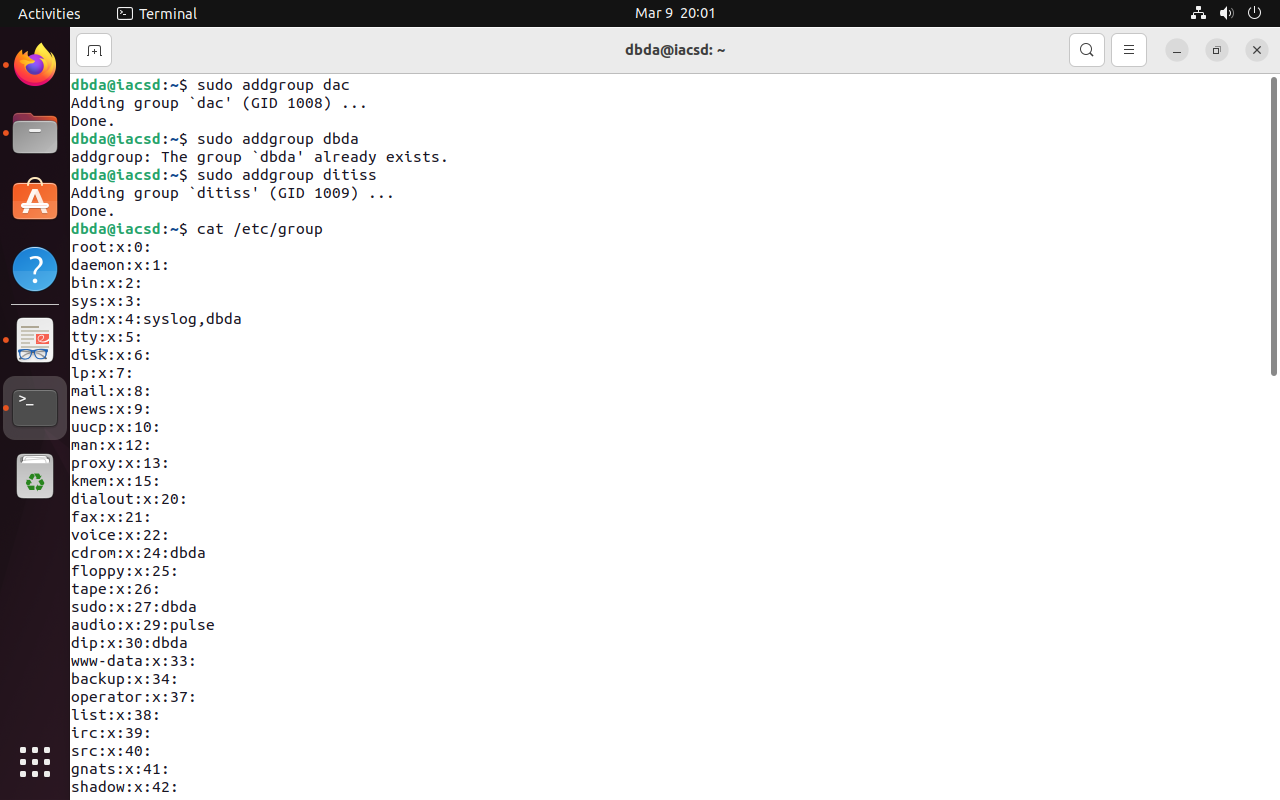 Activities
Terminal
Mar 9 20:01
dbda@iacsd: ~
dbda@iacsd:~$ sudo addgroup dac
Adding group `dac' (GID 1008) ...
Done.
dbda@iacsd:~$ sudo addgroup dbda
addgroup: The group `dbda' already exists.
dbda@iacsd:~$ sudo addgroup ditiss
Adding group `ditiss' (GID 1009) ...
Done.
dbda@iacsd:~$ cat /etc/group
root:x:0:
daemon:x:1:
bin:x:2:
sys:x:3:
adm:x:4:syslog,dbda
tty:x:5:
disk:x:6:
lp:x:7:
mail:x:8:
news:x:9:
uucp:x:10:
man:x:12:
proxy:x:13:
kmem:x:15:
dialout:x:20:
fax:x:21:
voice:x:22:
cdrom:x:24:dbda
floppy:x:25:
tape:x:26:
sudo:x:27:dbda
audio:x:29:pulse
dip:x:30:dbda
www-data:x:33:
backup:x:34:
operator:x:37:
list:x:38:
irc:x:39:
src:x:40:
gnats:x:41:
shadow:x:42: